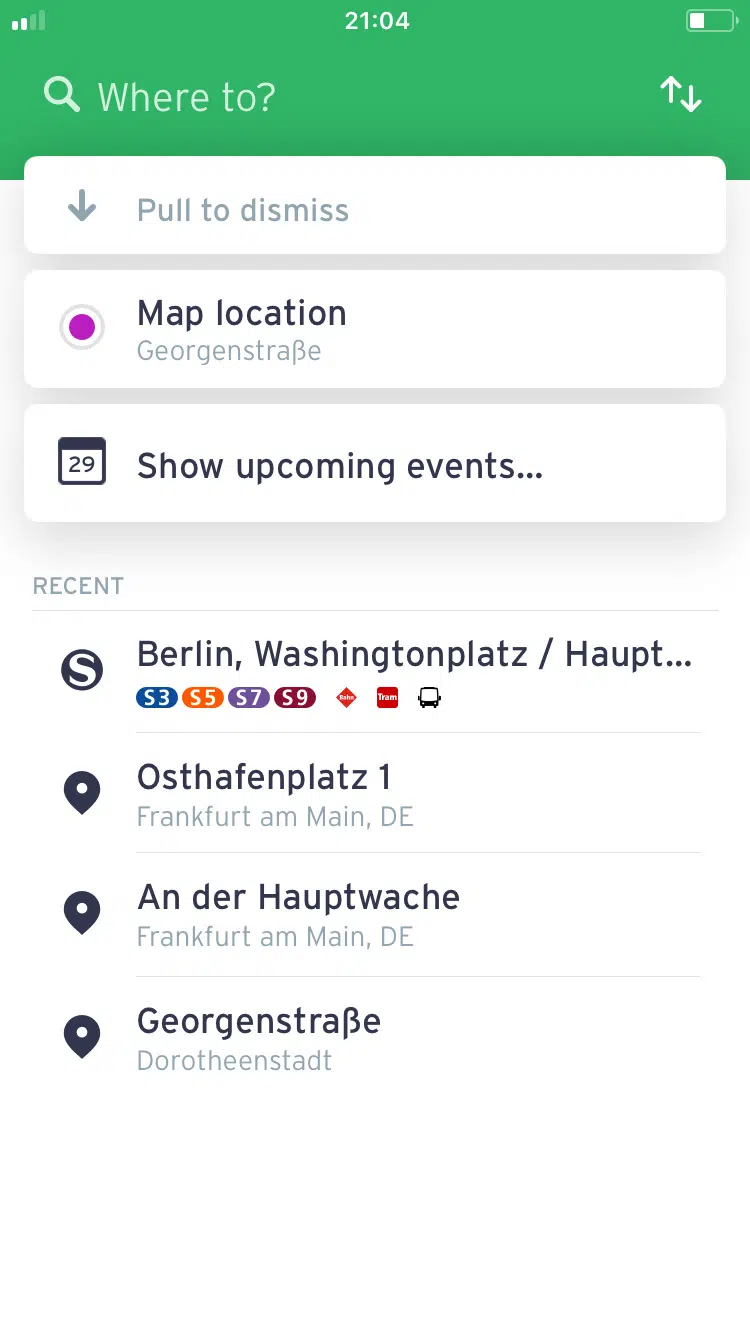 21:04
Where to?
Pull to dismiss
Map location
Georgenstraße
29
Show upcoming events...
RECENT
S
Berlin, Washingtonplatz / Haupt...
S3 S5 S7 S9 Bahn Tram
Osthafenplatz 1
Frankfurt am Main, DE
An der Hauptwache
Frankfurt am Main, DE
Georgenstraße
Dorotheenstadt